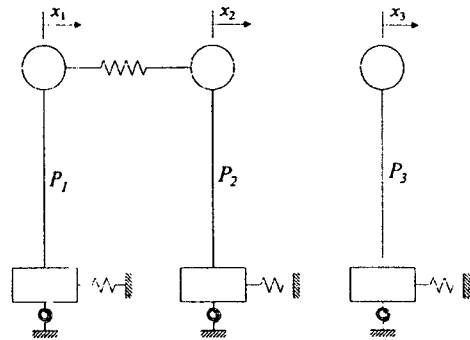 x₁ x₂ x₃
P₁ P₂ P₃